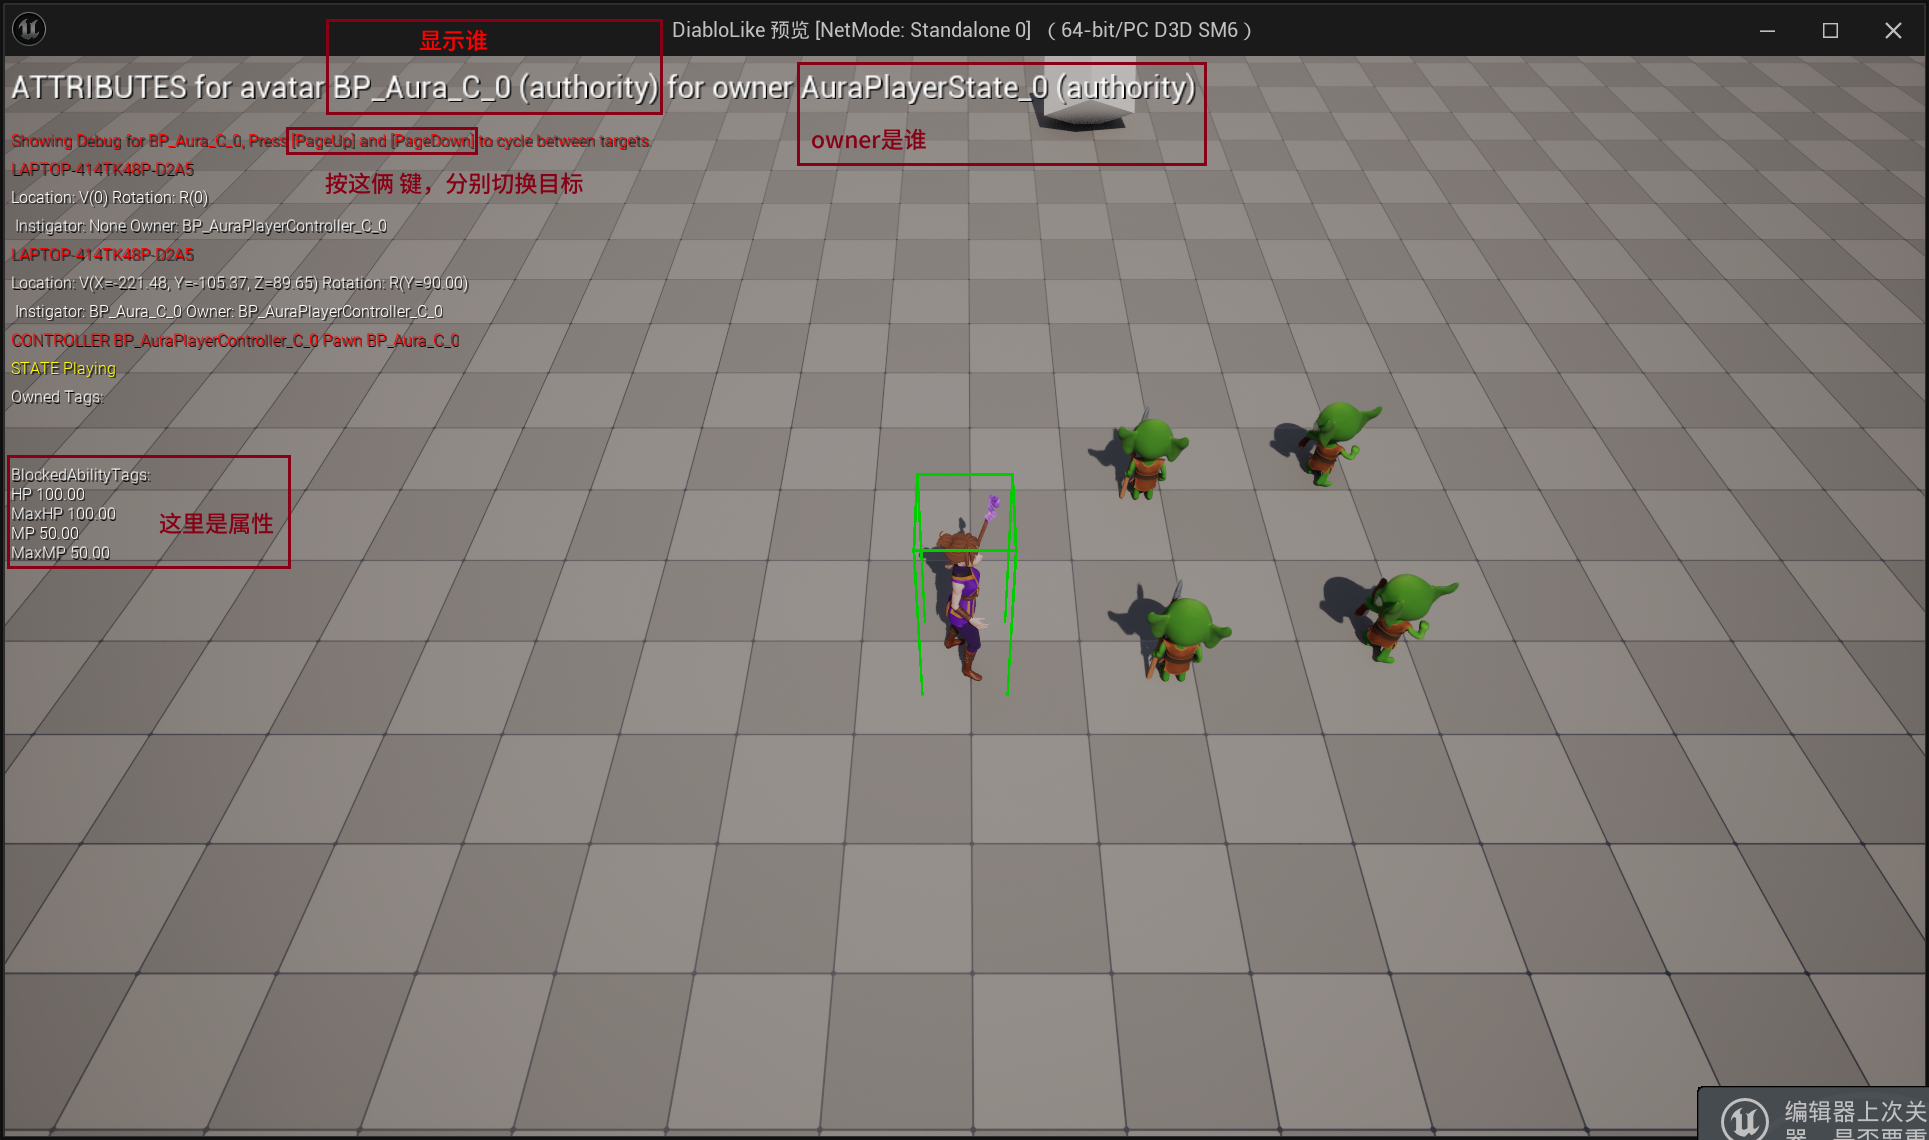 DiabloLike 预览 [NetMode: Standalone 0] （64-bit/PC D3D SM6）
显示谁
ATTRIBUTES for avatar BP_Aura_C_0 (authority) for owner AuraPlayerState_0 (authority)
owner是谁
Showing Debug for BP_Aura_C_0, Press [PageUp] and [PageDown] to cycle between targets.
按这俩 键，分别切换目标
LAPTOP-414TK48P-D2A5
Location: V(0) Rotation: R(0)
Instigator: None Owner: BP_AuraPlayerController_C_0
LAPTOP-414TK48P-D2A5
Location: V(X=-221.48, Y=-105.37, Z=89.65) Rotation: R(Y=90.00)
Instigator: BP_Aura_C_0 Owner: BP_AuraPlayerController_C_0
CONTROLLER BP_AuraPlayerController_C_0 Pawn BP_Aura_C_0
STATE Playing
Owned Tags:
BlockedAbilityTags:
HP 100.00
MaxHP 100.00
MP 50.00
MaxMP 50.00
这里是属性
编辑器上次关